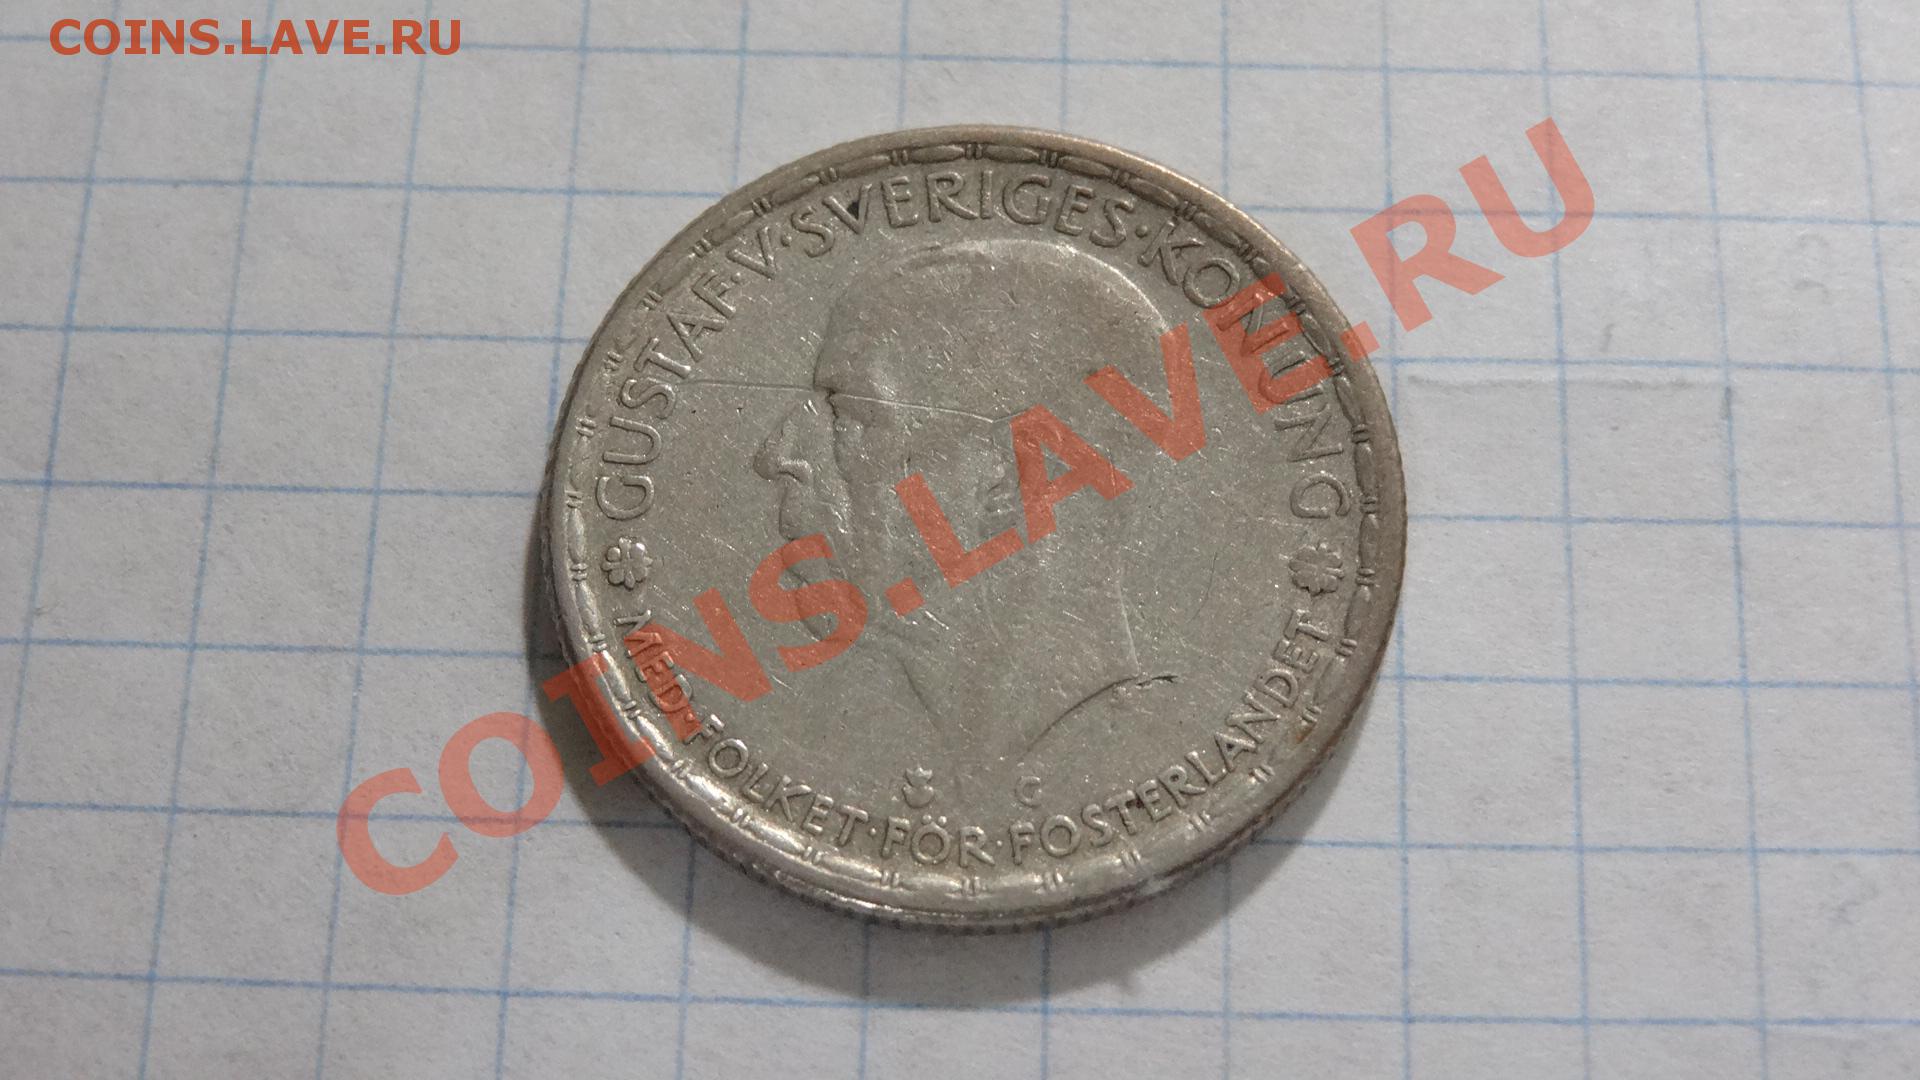 COINS.LAVE.RU
GUSTAF·V·SVERIGES·KONUNG
MED·FOLKET·FÖR·FOSTERLANDET
C
COINS.LAVE.RU